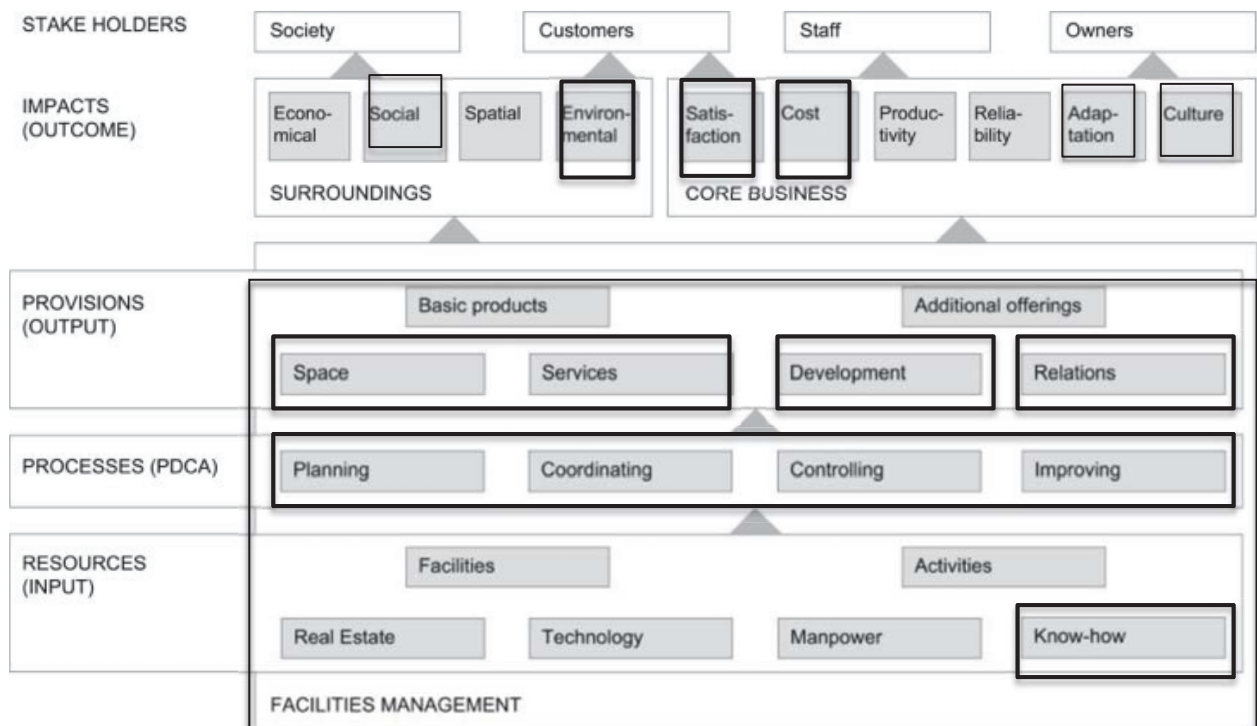 STAKE HOLDERS
Society
Customers
Staff
Owners
IMPACTS
(OUTCOME)
Econo-
mical
Social
Spatial
Environ-
mental
Satis-
faction
Cost
Produc-
tivity
Relia-
bility
Adap-
tation
Culture
SURROUNDINGS
CORE BUSINESS
PROVISIONS
(OUTPUT)
Basic products
Additional offerings
Space
Services
Development
Relations
PROCESSES (PDCA)
Planning
Coordinating
Controlling
Improving
RESOURCES
(INPUT)
Facilities
Activities
Real Estate
Technology
Manpower
Know-how
FACILITIES MANAGEMENT